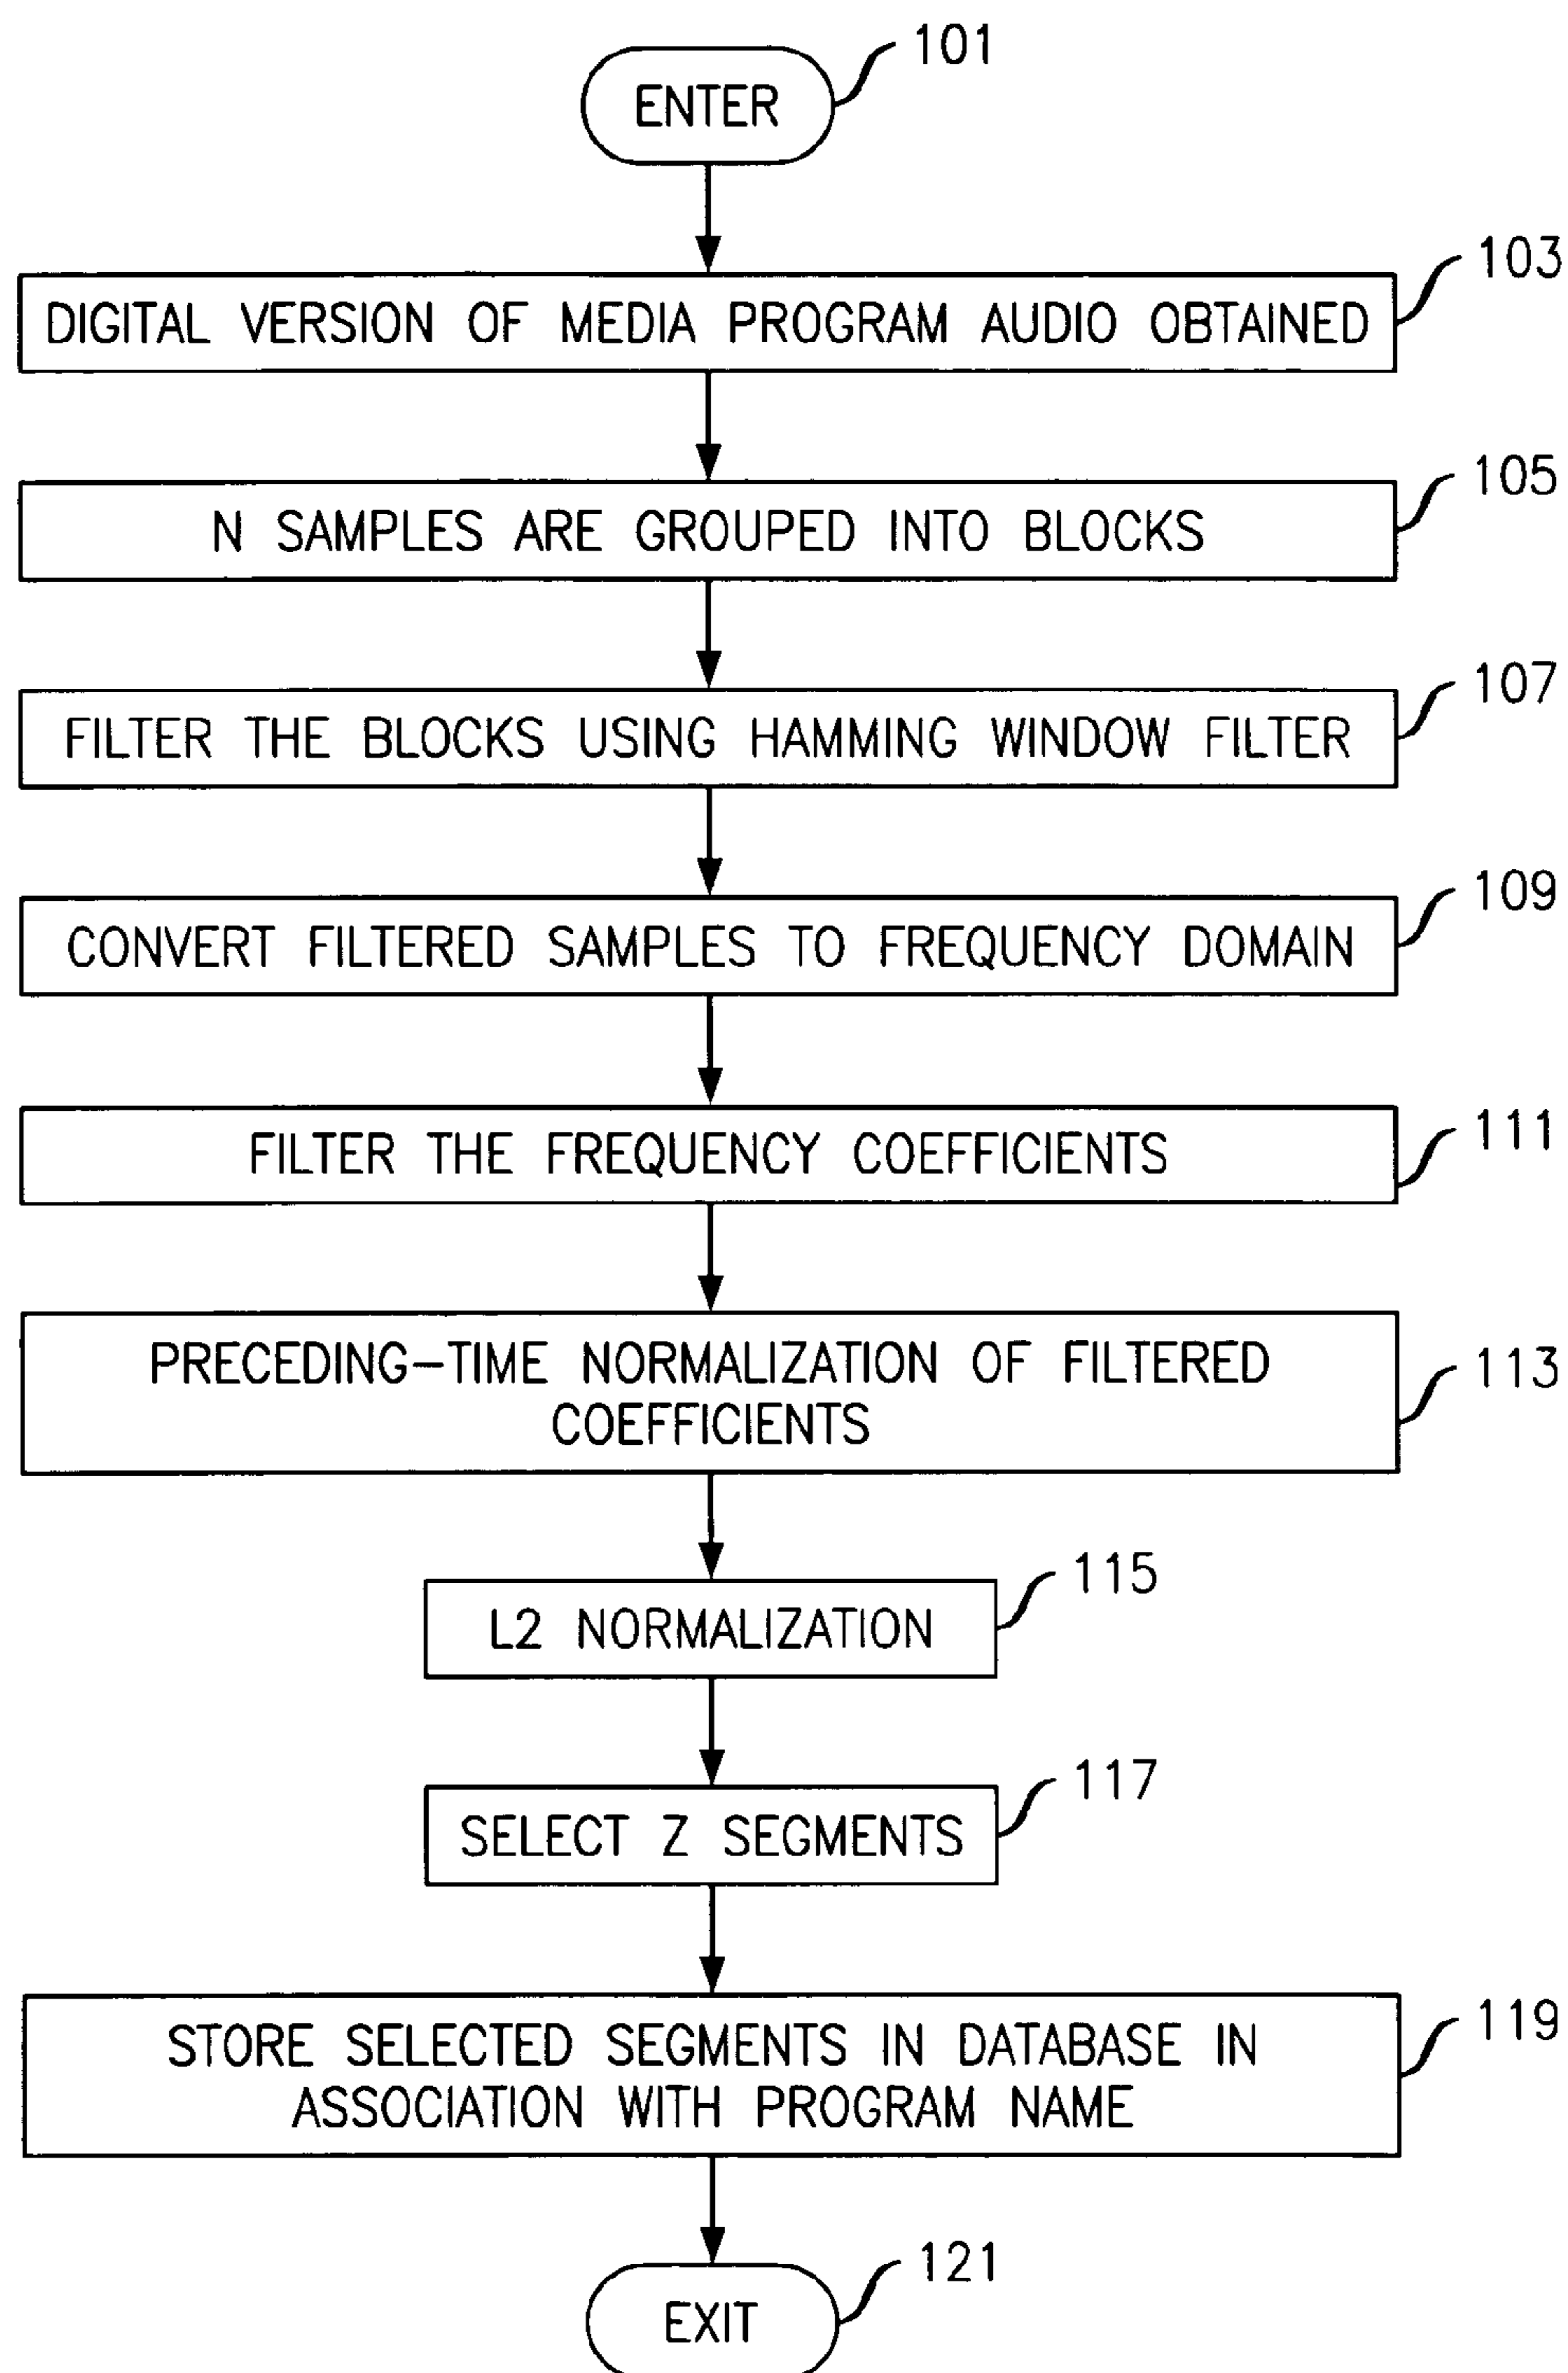 101
ENTER
103
DIGITAL VERSION OF MEDIA PROGRAM AUDIO OBTAINED
105
N SAMPLES ARE GROUPED INTO BLOCKS
107
FILTER THE BLOCKS USING HAMMING WINDOW FILTER
109
CONVERT FILTERED SAMPLES TO FREQUENCY DOMAIN
111
FILTER THE FREQUENCY COEFFICIENTS
113
PRECEDING-TIME NORMALIZATION OF FILTERED
COEFFICIENTS
115
L2 NORMALIZATION
117
SELECT Z SEGMENTS
119
STORE SELECTED SEGMENTS IN DATABASE IN
ASSOCIATION WITH PROGRAM NAME
121
EXIT